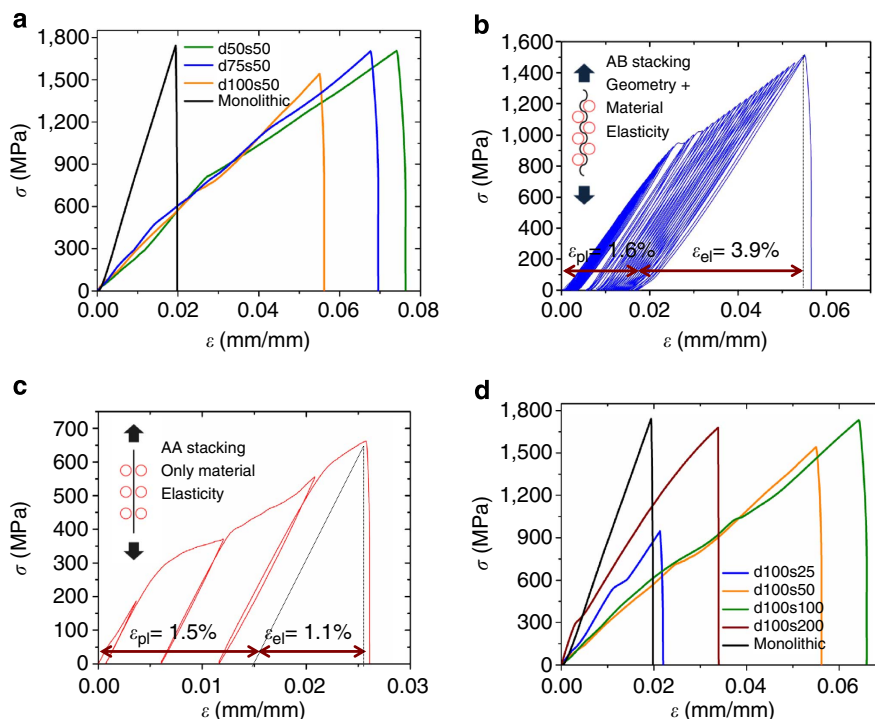 a
1,800
1,500
1,200
900
600
300
0
σ (MPa)
d50s50
d75s50
d100s50
Monolithic
0.00 0.02 0.04 0.06 0.08
ε (mm/mm)
b
1,600
1,400
1,200
1,000
800
600
400
200
0
σ (MPa)
AB stacking
Geometry +
Material
Elasticity
εpl= 1.6% εel= 3.9%
0.00 0.02 0.04 0.06
ε (mm/mm)
c
700
600
500
400
300
200
100
0
σ (MPa)
AA stacking
Only material
Elasticity
εpl= 1.5% εel= 1.1%
0.00 0.01 0.02 0.03
ε (mm/mm)
d
1,800
1,500
1,200
900
600
300
0
σ (MPa)
d100s25
d100s50
d100s100
d100s200
Monolithic
0.00 0.02 0.04 0.06
ε (mm/mm)